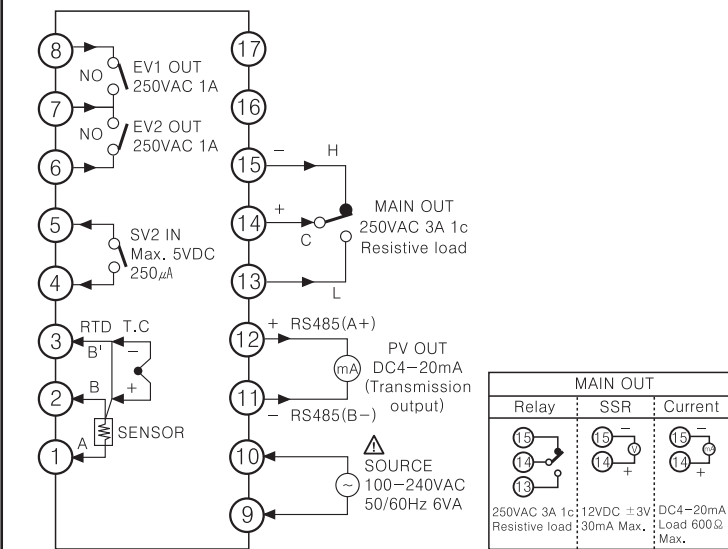 8
NO
EV1 OUT
250VAC 1A
7
NO
EV2 OUT
250VAC 1A
6
5
SV2 IN
Max. 5VDC
250㎂
4
3
RTD T.C
B'
−
2
B
+
1
A
SENSOR
17
16
15
−
H
14
+
C
MAIN OUT
250VAC 3A 1c
Resistive load
13
L
12
+ RS485(A+)
mA
PV OUT
DC4−20mA
(Transmission
output)
11
− RS485(B−)
10
SOURCE
100−240VAC
50/60Hz 6VA
9
MAIN OUT
Relay
SSR
Current
15
14
13
250VAC 3A 1c
Resistive load
15 −
V
14 +
12VDC ±3V
30mA Max.
15 −
mA
14 +
DC4−20mA
Load 600Ω
Max.